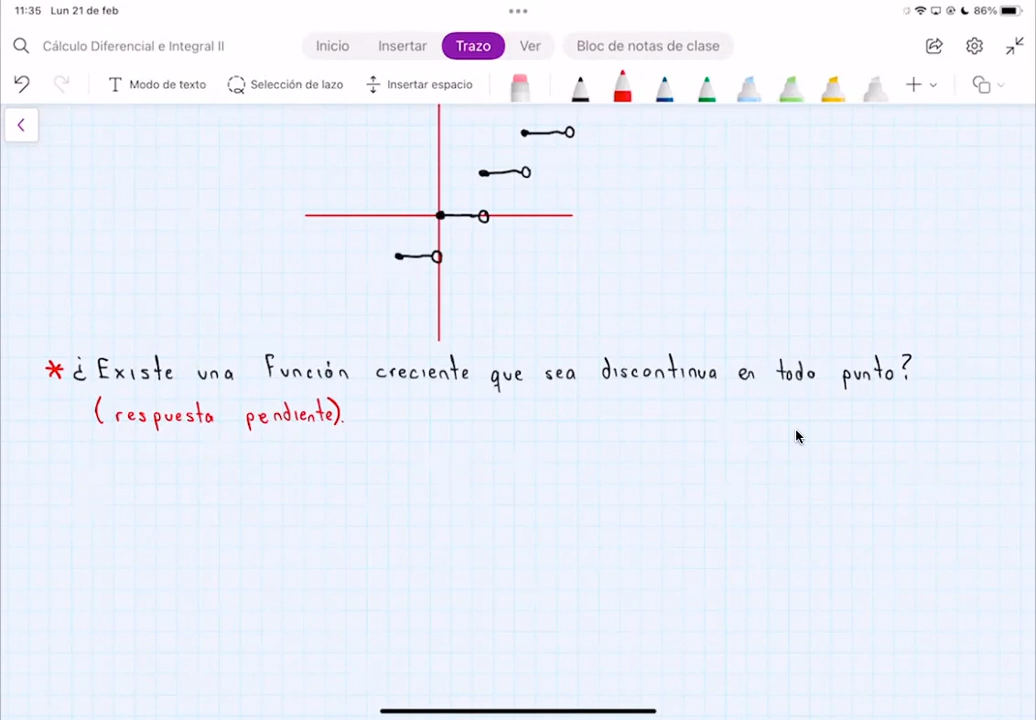 11:35 Lun 21 de feb
86%
Cálculo Diferencial e Integral II
Inicio Insertar Trazo Ver Bloc de notas de clase
Modo de texto Selección de lazo Insertar espacio
* ¿Existe una función creciente que sea discontinua en todo punto?
(respuesta pendiente).